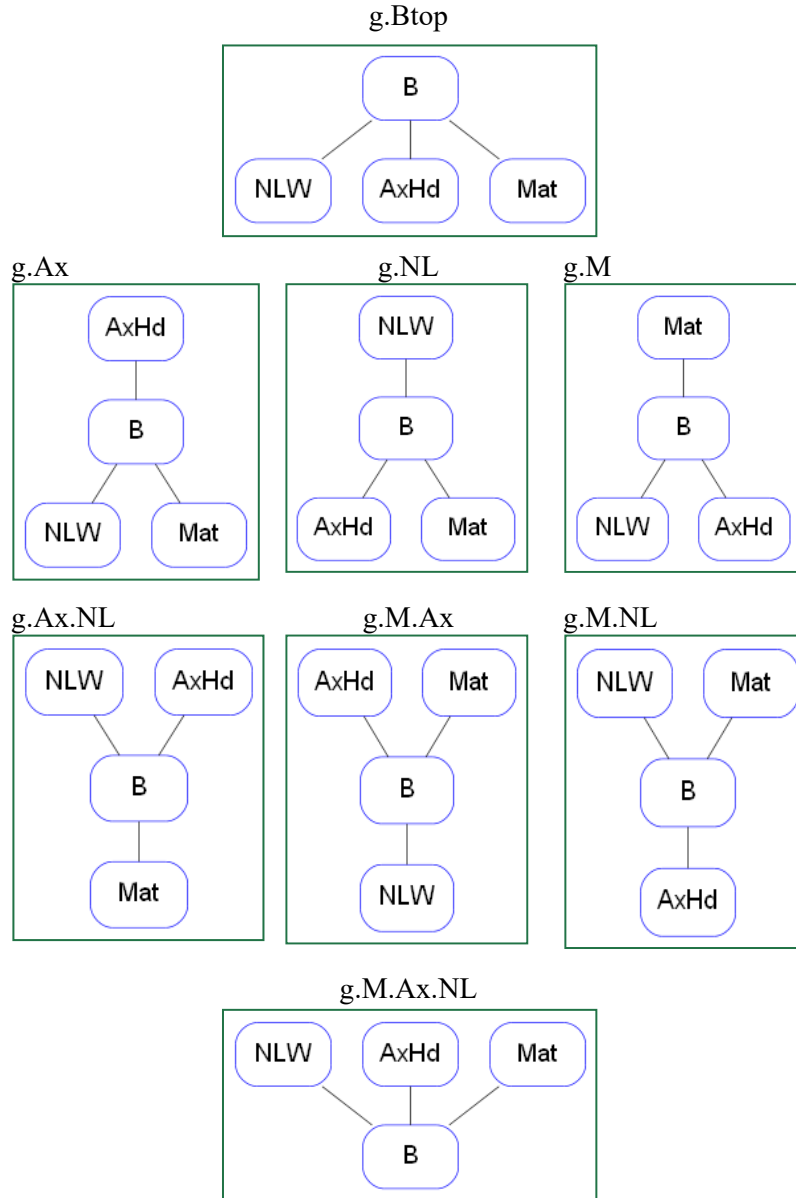 g.Btop
B
NLW AxHd Mat
g.Ax g.NL g.M
AxHd NLW Mat
B B B
NLW Mat AxHd Mat NLW AxHd
g.Ax.NL g.M.Ax g.M.NL
NLW AxHd AxHd Mat NLW Mat
B B B
Mat NLW AxHd
g.M.Ax.NL
NLW AxHd Mat
B